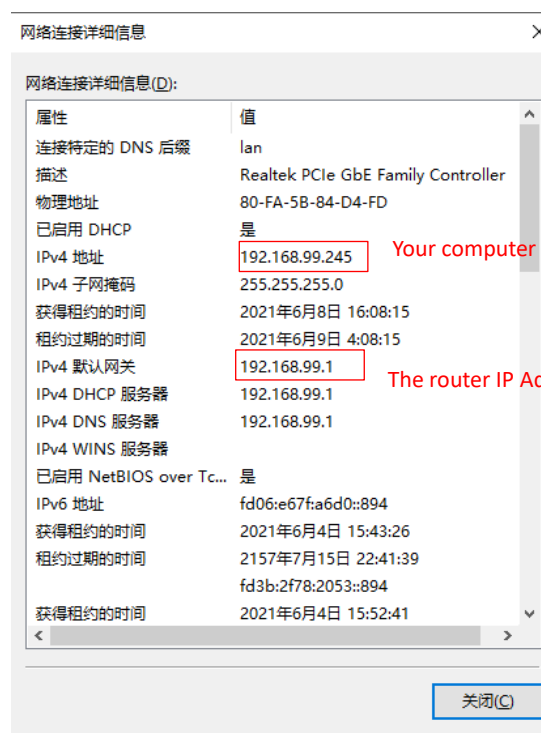 网络连接详细信息
网络连接详细信息(D):
属性 值
连接特定的 DNS 后缀 lan
描述 Realtek PCIe GbE Family Controller
物理地址 80-FA-5B-84-D4-FD
已启用 DHCP 是
IPv4 地址 192.168.99.245 Your computer
IPv4 子网掩码 255.255.255.0
获得租约的时间 2021年6月8日 16:08:15
租约过期的时间 2021年6月9日 4:08:15
IPv4 默认网关 192.168.99.1 The router IP Ad
IPv4 DHCP 服务器 192.168.99.1
IPv4 DNS 服务器 192.168.99.1
IPv4 WINS 服务器
已启用 NetBIOS over Tc... 是
IPv6 地址 fd06:e67f:a6d0::894
获得租约的时间 2021年6月4日 15:43:26
租约过期的时间 2157年7月15日 22:41:39
fd3b:2f78:2053::894
获得租约的时间 2021年6月4日 15:52:41
关闭(C)